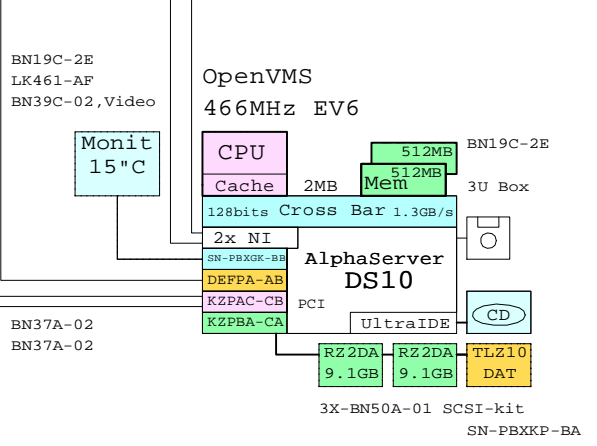 BN19C-2E
LK461-AF
BN39C-02,Video
OpenVMS
466MHz EV6
Monit
15"C
CPU
Cache
2MB
512MB
512MB
Mem
BN19C-2E
3U Box
128bits Cross Bar 1.3GB/s
2x NI
SN-PBXGK-BB
DEFPA-AB
KZPAC-CB
KZPBA-CA
PCI
AlphaServer
DS10
UltraIDE
CD
BN37A-02
BN37A-02
RZ2DA
9.1GB
RZ2DA
9.1GB
TLZ10
DAT
3X-BN50A-01 SCSI-kit
SN-PBXKP-BA